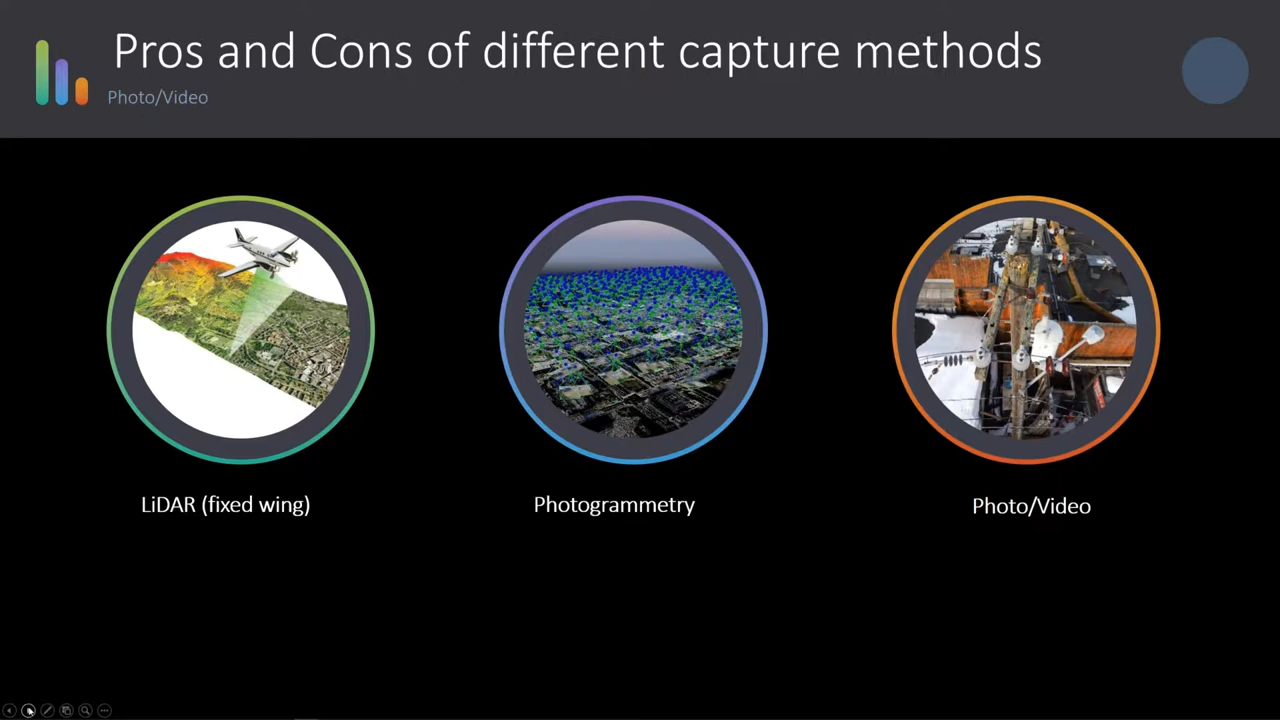 Pros and Cons of different capture methods
Photo/Video
LiDAR (fixed wing)
Photogrammetry
Photo/Video